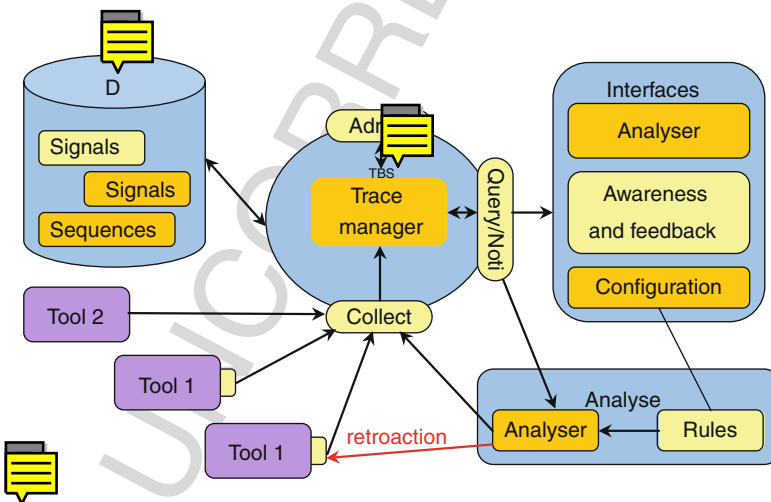 D
Signals
Signals
Sequences
TBS
Trace
manager
Query/Noti
Collect
Interfaces
Analyser
Awareness
and feedback
Configuration
Tool 2
Tool 1
Tool 1
retroaction
Analyse
Analyser
Rules